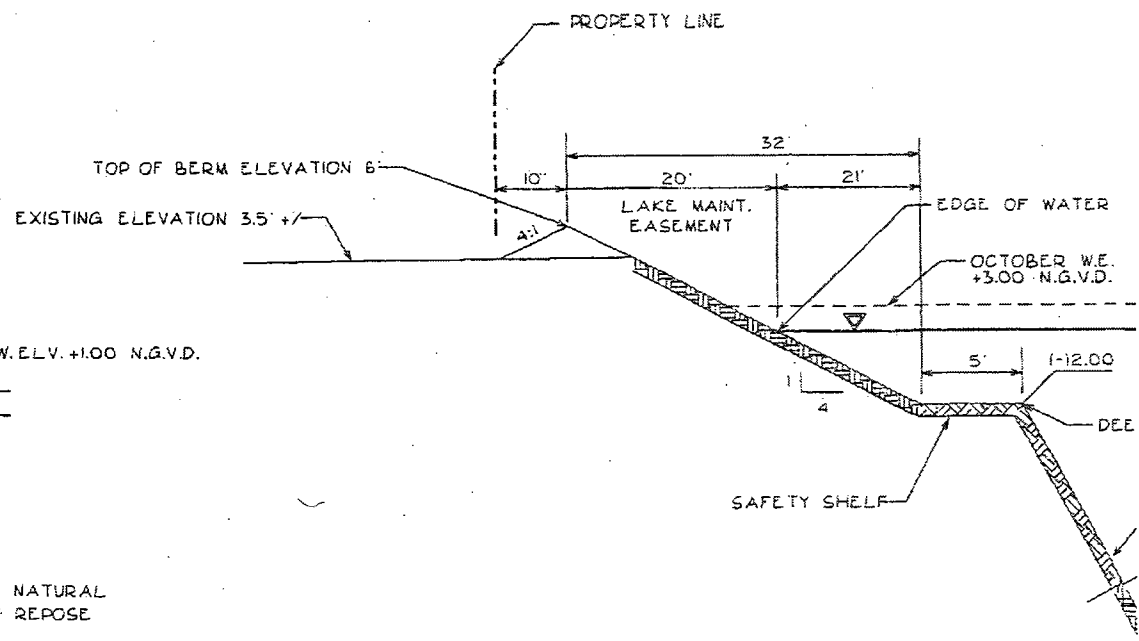 PROPERTY LINE
32'
TOP OF BERM ELEVATION 6'
10"
20'
21'
EXISTING ELEVATION 3.5' +/-
LAKE MAINT.
EASEMENT
EDGE OF WATER
4:1
OCTOBER W.E.
+3.00 N.G.V.D.
W. ELV. +1.00 N.G.V.D.
5'
(-12.00
1
4
DEE
SAFETY SHELF
NATURAL
REPOSE